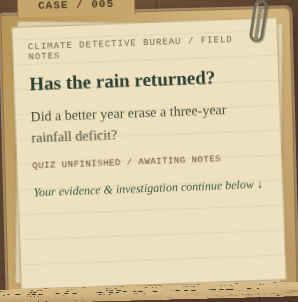 CASE / 005
CLIMATE DETECTIVE BUREAU / FIELD
NOTES
Has the rain returned?
Did a better year erase a three-year
rainfall deficit?
QUIZ UNFINISHED / AWAITING NOTES
Your evidence & investigation continue below ↓